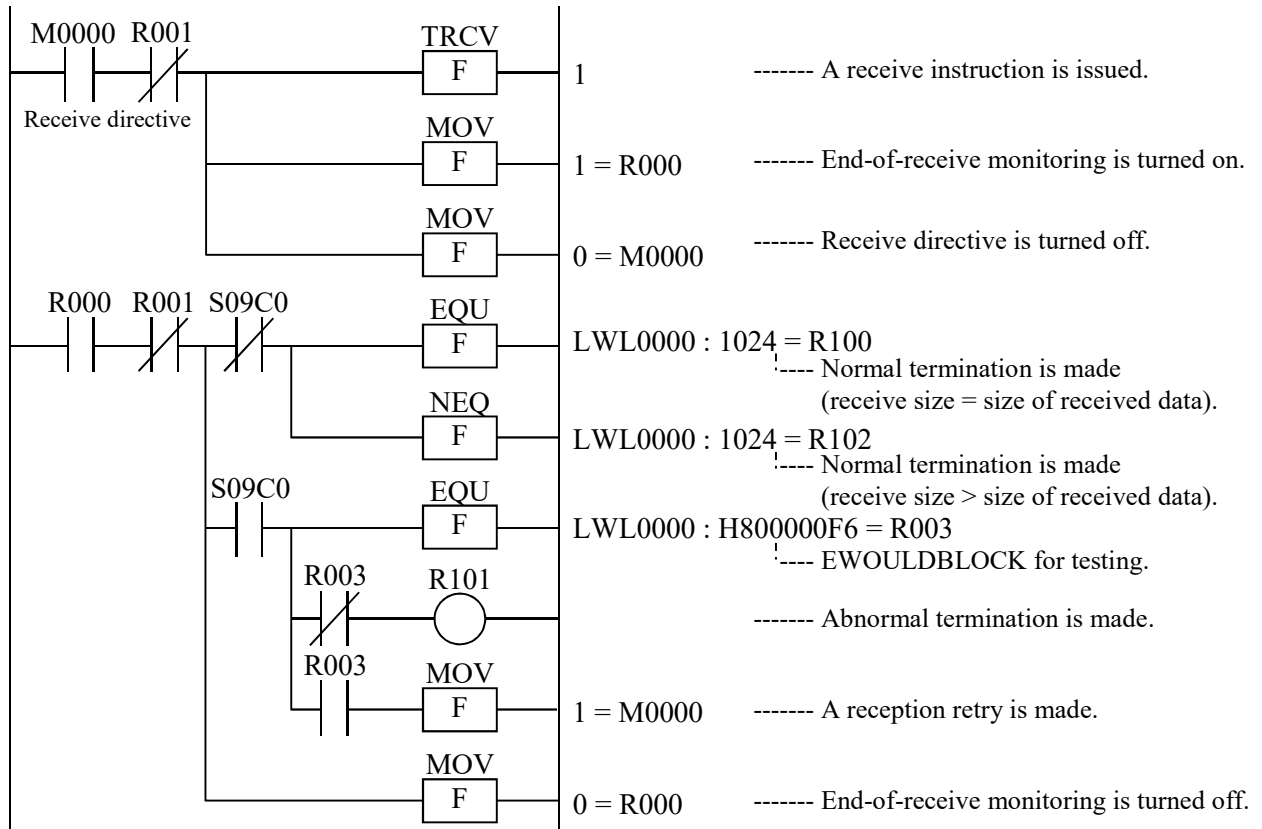 M0000 R001 TRCV
F 1 ------- A receive instruction is issued.
Receive directive
MOV
F 1 = R000 ------- End-of-receive monitoring is turned on.
MOV
F 0 = M0000 ------- Receive directive is turned off.
R000 R001 S09C0 EQU
F LWL0000 : 1024 = R100
---- Normal termination is made
(receive size = size of received data).
NEQ
F LWL0000 : 1024 = R102
---- Normal termination is made
(receive size > size of received data).
S09C0 EQU
F LWL0000 : H800000F6 = R003
---- EWOULDBLOCK for testing.
R003 R101
------- Abnormal termination is made.
R003 MOV
F 1 = M0000 ------- A reception retry is made.
MOV
F 0 = R000 ------- End-of-receive monitoring is turned off.